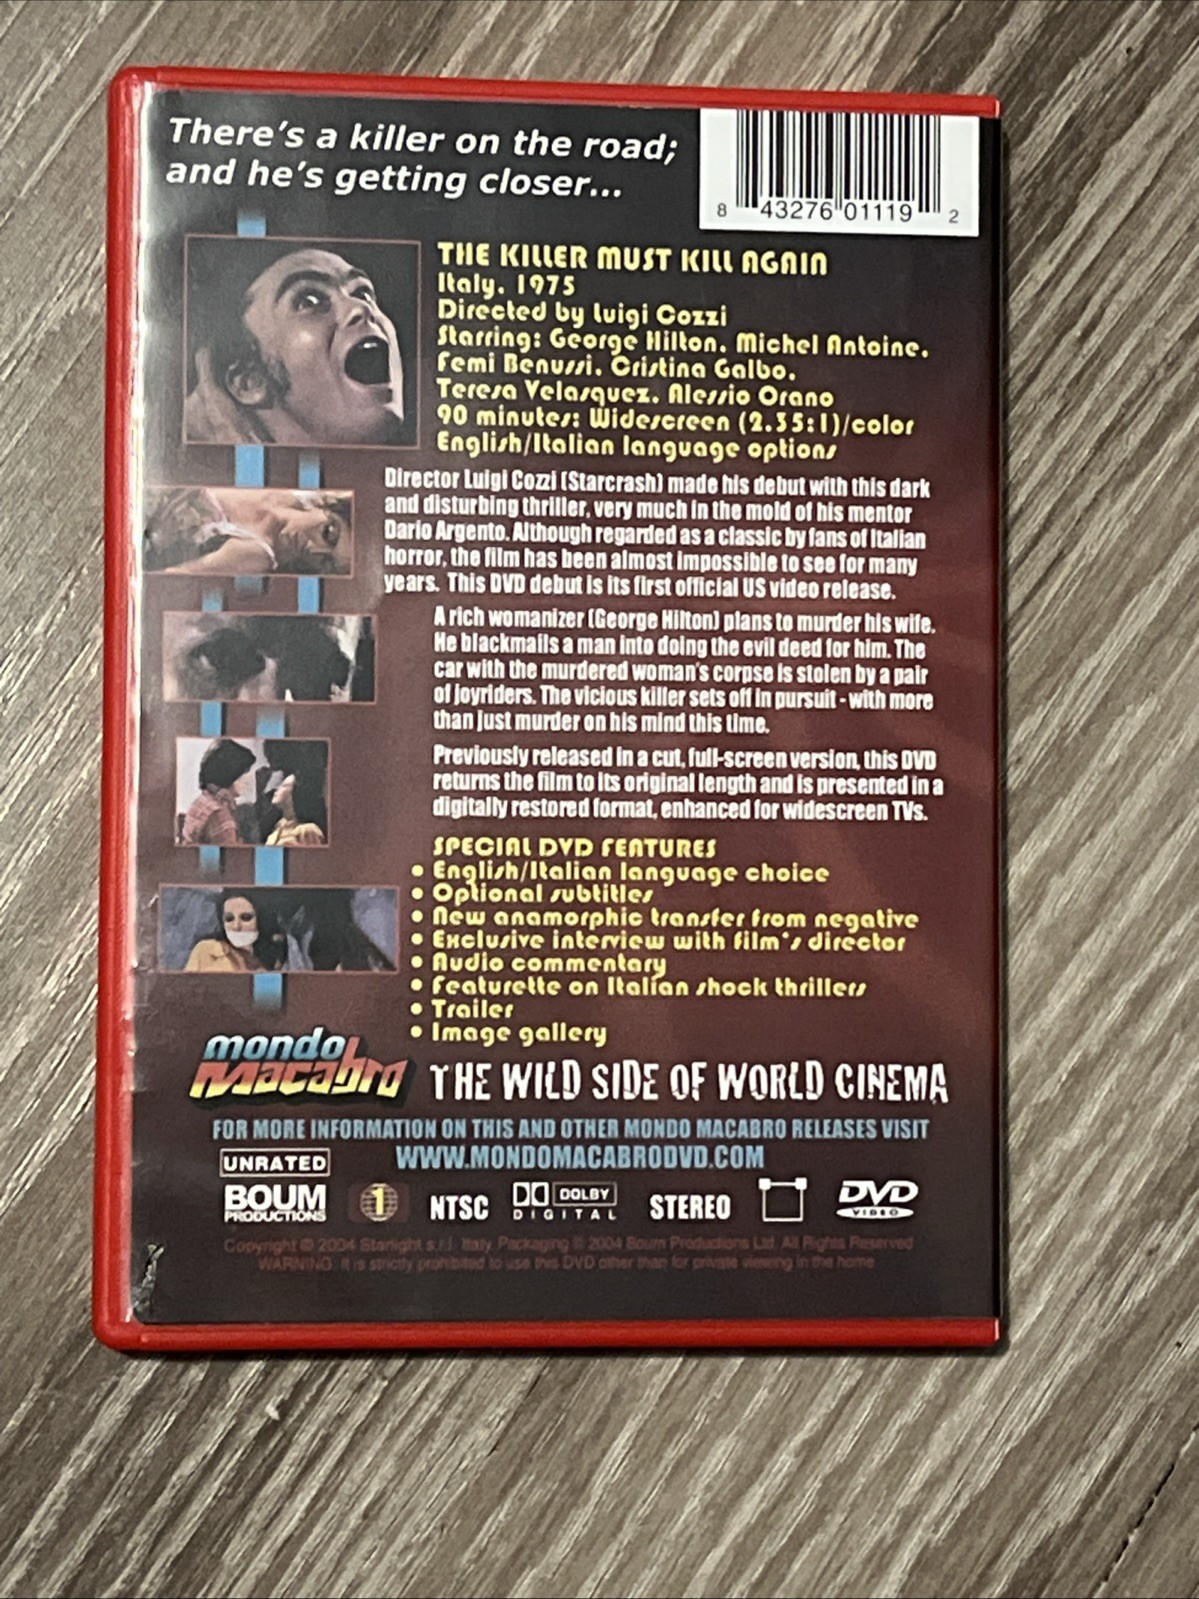 There's a killer on the road;
and he's getting closer...
8 43276 01119 2
THE KILLER MUST KILL AGAIN
Italy. 1975
Directed by Luigi Cozzi
Starring: George Hilton. Michel Antoine.
Femi Benussi. Cristina Galbo.
Teresa Velasquez. Alessio Orano
90 minutes: Widescreen (2.35:1)/color
English/Italian language options
Director Luigi Cozzi (Starcrash) made his debut with this dark
and disturbing thriller, very much in the mold of his mentor
Dario Argento. Although regarded as a classic by fans of Italian
horror, the film has been almost impossible to see for many
years. This DVD debut is its first official US video release.
A rich womanizer (George Hilton) plans to murder his wife.
He blackmails a man into doing the evil deed for him. The
car with the murdered woman's corpse is stolen by a pair
of joyriders. The vicious killer sets off in pursuit - with more
than just murder on his mind this time.
Previously released in a cut, full-screen version, this DVD
returns the film to its original length and is presented in a
digitally restored format, enhanced for widescreen TVs.
SPECIAL DVD FEATURES
• English/Italian language choice
• Optional subtitles
• New anamorphic transfer from negative
• Exclusive interview with film's director
• Audio commentary
• Featurette on Italian shock thrillers
• Trailer
• Image gallery
mondo
macabro
THE WILD SIDE OF WORLD CINEMA
FOR MORE INFORMATION ON THIS AND OTHER MONDO MACABRO RELEASES VISIT
WWW.MONDOMACABRODVD.COM
UNRATED
BOUM
PRODUCTIONS
1
NTSC
DOLBY
DIGITAL
STEREO
DVD
VIDEO
Copyright © 2004 Starlight s.r.l. Italy. Packaging © 2004 Boum Productions Ltd. All Rights Reserved
WARNING: It is strictly prohibited to use this DVD other than for private viewing in the home